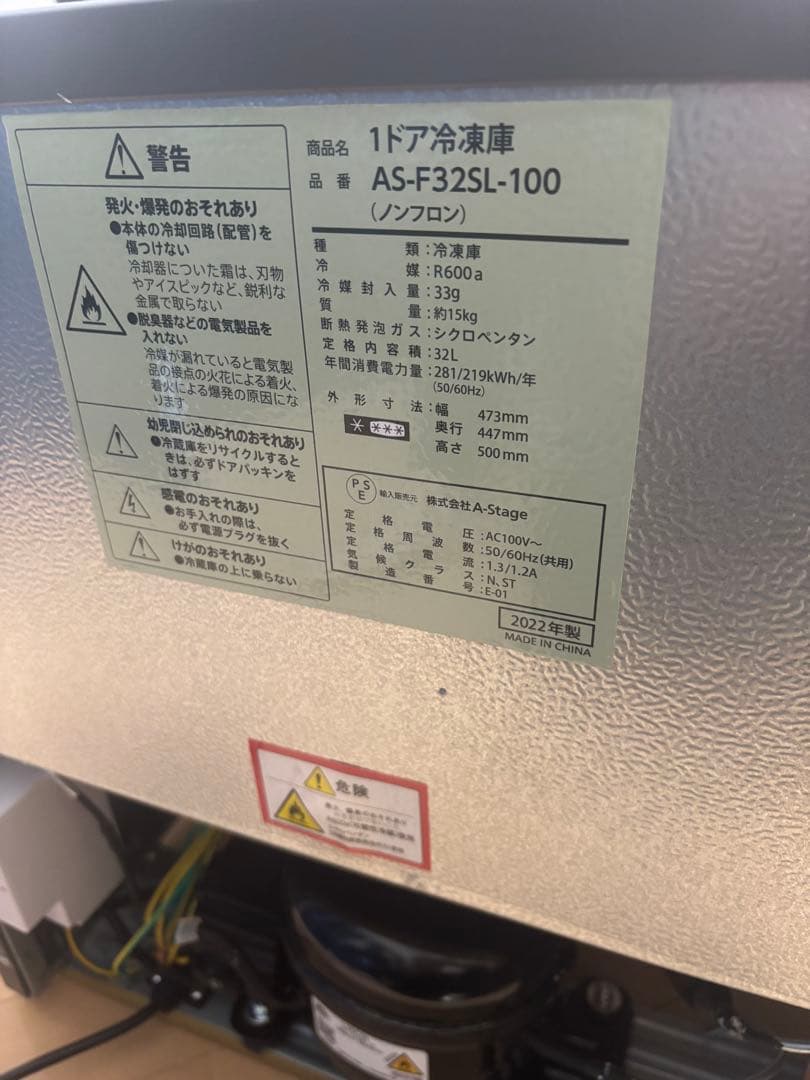 警告
発火・爆発のおそれあり
●本体の冷却回路(配管)を
傷つけない
冷却器についた霜は、刃物
やアイスピックなど、鋭利な
金属で取らない
●脱臭器などの電気製品を
入れない
冷媒が漏れていると電気製
品の接点の火花による着火、
着火による爆発の原因にな
ります
幼児閉じ込められのおそれあり
●冷蔵庫をリサイクルすると
きは、必ずドアパッキンを
はずす
感電のおそれあり
●お手入れの際は、
必ず電源プラグを抜く
けがのおそれあり
●冷蔵庫の上に乗らない
商品名 1ドア冷凍庫
品番 AS-F32SL-100
(ノンフロン)
種類:冷凍庫
冷媒:R600a
冷媒封入量:33g
質量:約15kg
断熱発泡ガス:シクロペンタン
定格内容積:32L
年間消費電力量:281/219kWh/年
(50/60Hz)
外形寸法:幅 473mm
奥行 447mm
高さ 500mm
* ***
PSE 輸入販売元 株式会社A-Stage
定格電圧:AC100V〜
定格周波数:50/60Hz(共用)
定格電流:1.3/1.2A
気候クラス:N、ST
製造番号:E-01
2022年製
MADE IN CHINA
危険